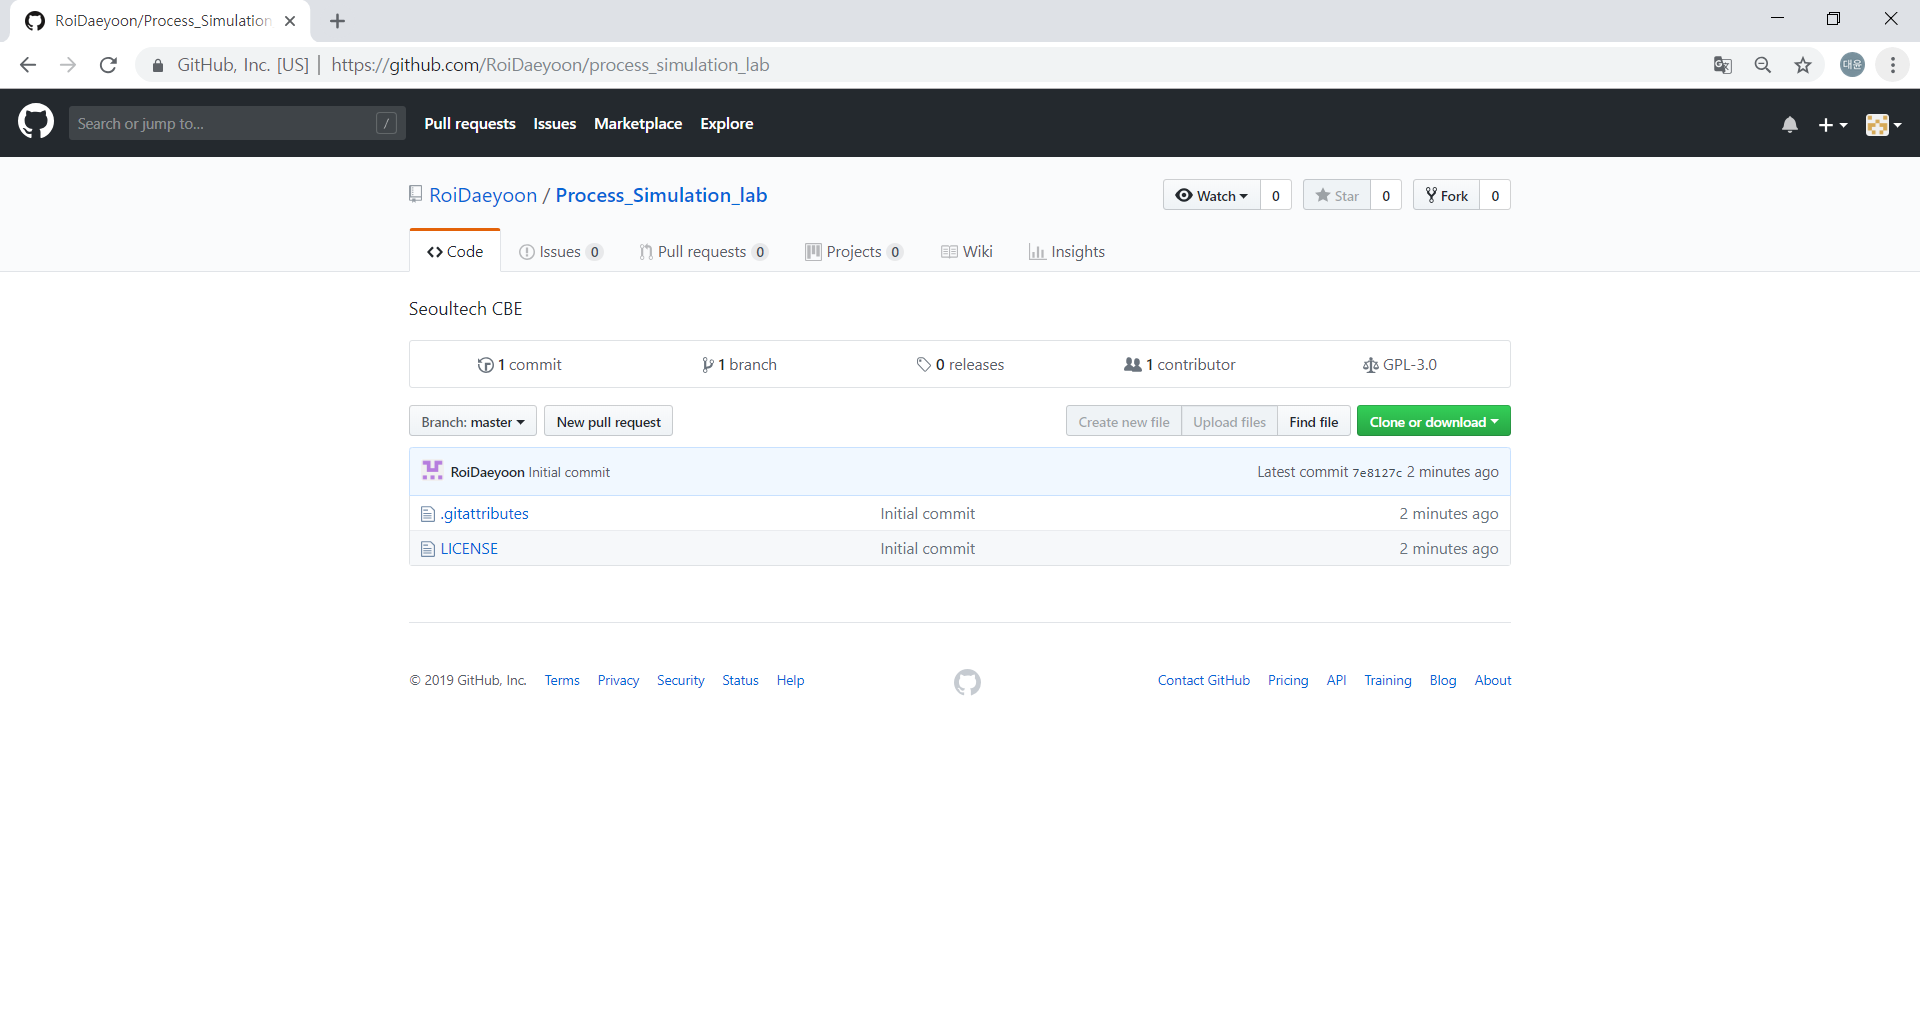 RoiDaeyoon/Process_Simulation
GitHub, Inc. [US] | https://github.com/RoiDaeyoon/process_simulation_lab
대윤
Search or jump to... /
Pull requests Issues Marketplace Explore
RoiDaeyoon / Process_Simulation_lab
Watch 0 Star 0 Fork 0
Code Issues 0 Pull requests 0 Projects 0 Wiki Insights
Seoultech CBE
1 commit 1 branch 0 releases 1 contributor GPL-3.0
Branch: master New pull request Create new file Upload files Find file Clone or download
RoiDaeyoon Initial commit Latest commit 7e8127c 2 minutes ago
.gitattributes Initial commit 2 minutes ago
LICENSE Initial commit 2 minutes ago
© 2019 GitHub, Inc. Terms Privacy Security Status Help Contact GitHub Pricing API Training Blog About